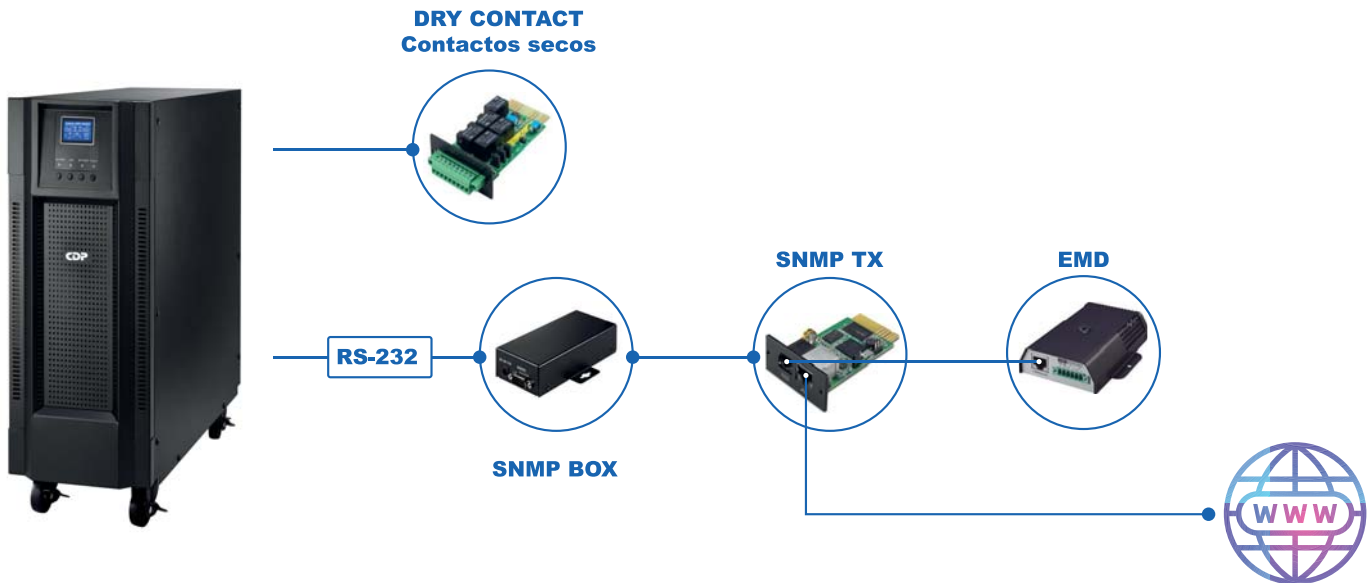 DRY CONTACT
Contactos secos
CDP
SNMP TX
EMD
RS-232
SNMP BOX
WWW